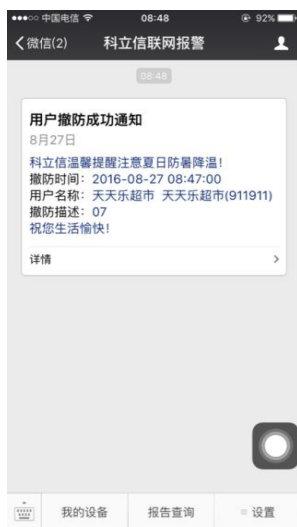 中国电信 08:48 92%
微信(2) 科立信联网报警
08:48
用户撤防成功通知
8月27日
科立信温馨提醒注意夏日防暑降温!
撤防时间: 2016-08-27 08:47:00
用户名称: 天天乐超市 天天乐超市(911911)
撤防描述: 07
祝您生活愉快!
详情
我的设备 报告查询 设置